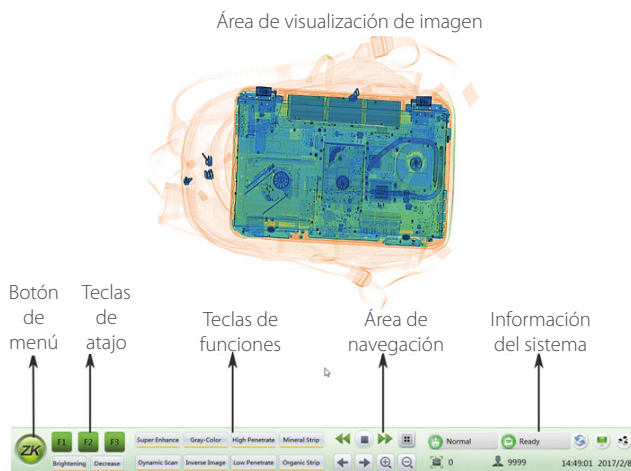 Área de visualización de imagen
Botón de menú
Teclas de atajo
Teclas de funciones
Área de navegación
Información del sistema
ZK
F1 F2 F3
Super Enhance Gray-Color High Penetrate Mineral Strip
Normal Ready
Brightening Decrease
Dynamic Scan Inverse Image Low Penetrate Organic Strip
0 9999 14:49:01 2017/2/8